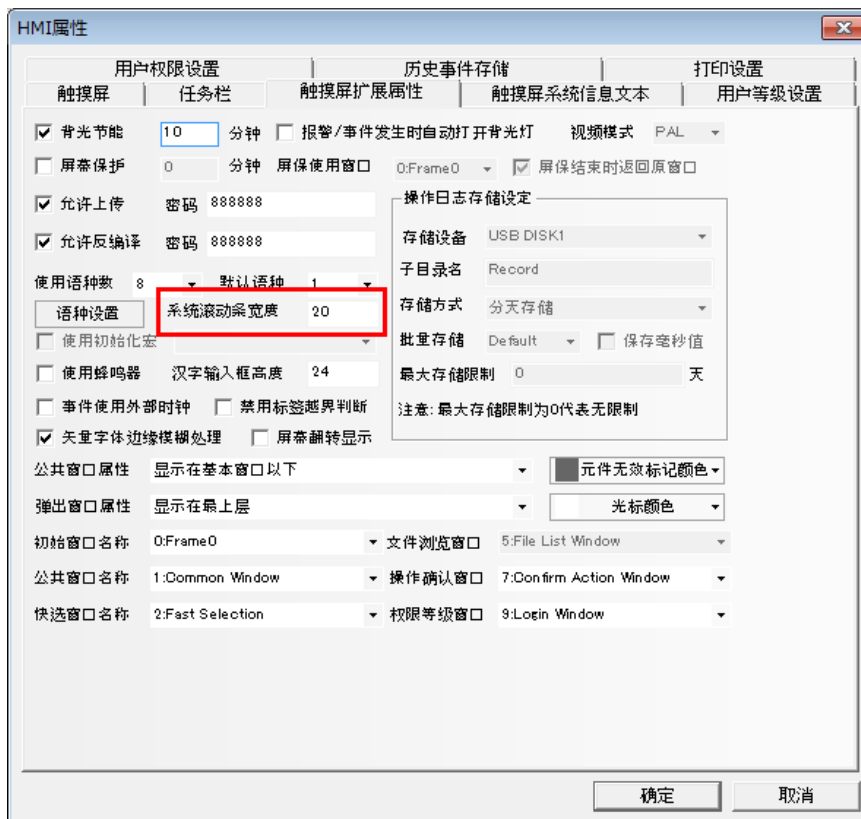 HMI属性
用户权限设置 历史事件存储 打印设置
触摸屏 任务栏 触摸屏扩展属性 触摸屏系统信息文本 用户等级设置
背光节能 10 分钟 报警/事件发生时自动打开背光灯 视频模式 PAL
屏幕保护 0 分钟 屏保使用窗口 0:Frame0 屏保结束时返回原窗口
允许上传 密码 888888 操作日志存储设定
存储设备 USB DISK1
允许反编译 密码 888888
子目录名 Record
使用语种数 8 默认语种 1
语种设置 系统滚动条宽度 20 存储方式 分天存储
使用初始化宏 批量存储 Default 保存毫秒值
使用蜂鸣器 汉字输入框高度 24 最大存储限制 0 天
事件使用外部时钟 禁用标签越界判断 注意:最大存储限制为0代表无限制
矢量字体边缘模糊处理 屏幕翻转显示
公共窗口属性 显示在基本窗口以下 元件无效标记颜色
弹出窗口属性 显示在最上层 光标颜色
初始窗口名称 0:Frame0 文件浏览窗口 5:File List Window
公共窗口名称 1:Common Window 操作确认窗口 7:Confirm Action Window
快选窗口名称 2:Fast Selection 权限等级窗口 9:Login Window
确定 取消